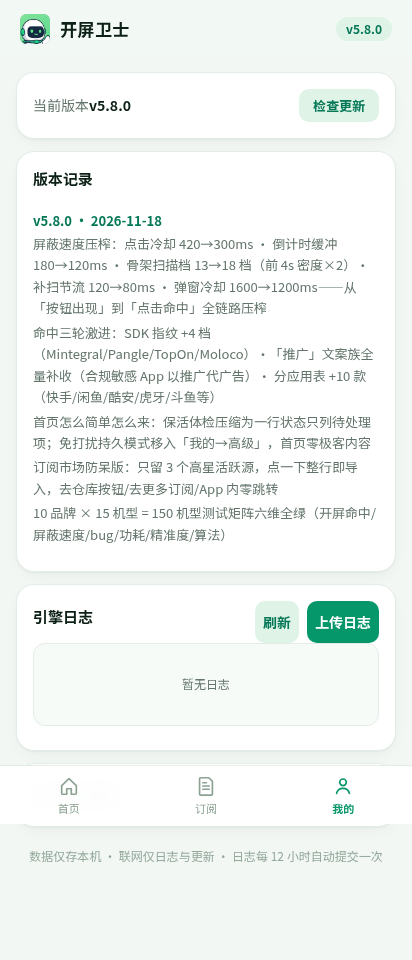 开屏卫士
v5.8.0
当前版本v5.8.0
检查更新
版本记录
v5.8.0 · 2026-11-18
屏蔽速度压榨：点击冷却 420→300ms · 倒计时缓冲
180→120ms · 骨架扫描档 13→18 档（前 4s 密度×2）·
补扫节流 120→80ms · 弹窗冷却 1600→1200ms——从
「按钮出现」到「点击命中」全链路压榨
命中三轮激进：SDK 指纹 +4 档
（Mintegral/Pangle/TopOn/Moloco）·「推广」文案族全
量补收（合规敏感 App 以推广代广告）· 分应用表 +10 款
（快手/闲鱼/酷安/虎牙/斗鱼等）
首页怎么简单怎么来：保活体检压缩为一行状态只列待处理
项；免打扰持久模式移入「我的→高级」，首页零极客内容
订阅市场防呆版：只留 3 个高星活跃源，点一下整行即导
入，去仓库按钮/去更多订阅/App 内零跳转
10 品牌 × 15 机型 = 150 机型测试矩阵六维全绿（开屏命中/
屏蔽速度/bug/功耗/精准度/算法）
引擎日志
刷新
上传日志
暂无日志
首页
订阅
我的
数据仅存本机 · 联网仅日志与更新 · 日志每 12 小时自动提交一次